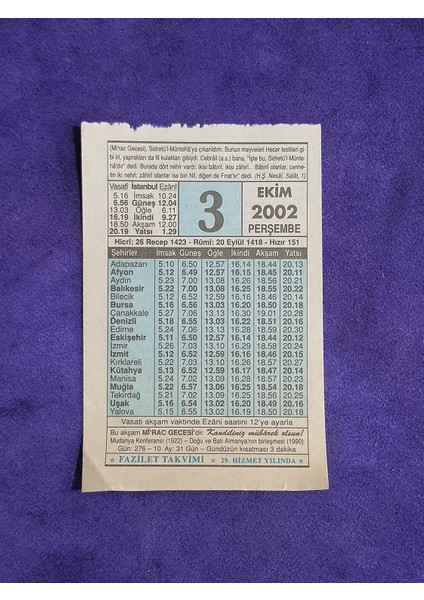 (Mi'rac Gecesi), Sidretü'l-Müntehâ'ya çıkarıldım. Bunun meyveleri Hecer testileri gi-
bi iri, yaprakları da fil kulakları gibiydi. Cebrâîl (a.s.) bana, "İşte bu, Sidretü'l-Münte-
hâ'dır" dedi. Burada dört nehir vardı: ikisi bâtınî, ikisi zâhirî... Bâtınî olanlar, cenne-
tin iki nehri; zâhirî olanlar ise biri Nil, diğeri de Fırat'tır" dedi. (H.Ş. Nesâî, Salât, 1)
Vasatî İstanbul Ezânî
5.16 İmsak 10.24
6.56 Güneş 12.04
13.03 Öğle 6.11
16.19 İkindi 9.27
18.50 Akşam 12.00
20.19 Yatsı 1.29
3
EKİM
2002
PERŞEMBE
Hicrî: 26 Recep 1423 - Rûmî: 20 Eylül 1418 - Hızır 151
Şehirler İmsak Güneş Öğle İkindi Akşam Yatsı
Adapazarı 5.10 6.50 12.57 16.14 18.44 20.13
Afyon 5.12 6.49 12.57 16.15 18.45 20.11
Aydın 5.23 7.00 13.08 16.26 18.56 20.21
Balıkesir 5.22 7.00 13.08 16.25 18.55 20.22
Bilecik 5.12 6.52 12.59 16.16 18.46 20.14
Bursa 5.16 6.56 13.03 16.20 18.50 20.18
Çanakkale 5.27 7.06 13.13 16.30 19.01 20.28
Denizli 5.18 6.55 13.03 16.22 18.51 20.16
Edirne 5.24 7.06 13.13 16.28 18.59 20.30
Eskişehir 5.11 6.50 12.57 16.14 18.44 20.12
İzmir 5.26 7.03 13.10 16.29 18.58 20.24
İzmit 5.12 6.52 12.59 16.16 18.46 20.15
Kırklareli 5.22 7.03 13.10 16.26 18.57 20.27
Kütahya 5.13 6.52 12.59 16.17 18.47 20.14
Manisa 5.24 7.02 13.09 16.28 18.57 20.23
Muğla 5.22 6.57 13.06 16.25 18.54 20.18
Tekirdağ 5.21 7.02 13.09 16.25 18.56 20.25
Uşak 5.16 6.54 13.02 16.20 18.49 20.16
Yalova 5.15 6.55 13.02 16.19 18.49 20.18
Vasati akşam vaktinde Ezâni saatini 12'ye ayarla
Bu akşam Mİ'RAC GECESİ'dir. Kandiliniz mübârek olsun!
Mudanya Konferansı (1922) – Doğu ve Batı Almanya'nın birleşmesi (1990)
Gün: 276 – 10. Ay: 31 Gün – Gündüzün kısalması 3 dakika
★ FAZİLET TAKVİMİ ★ 29. HİZMET YILINDA ★